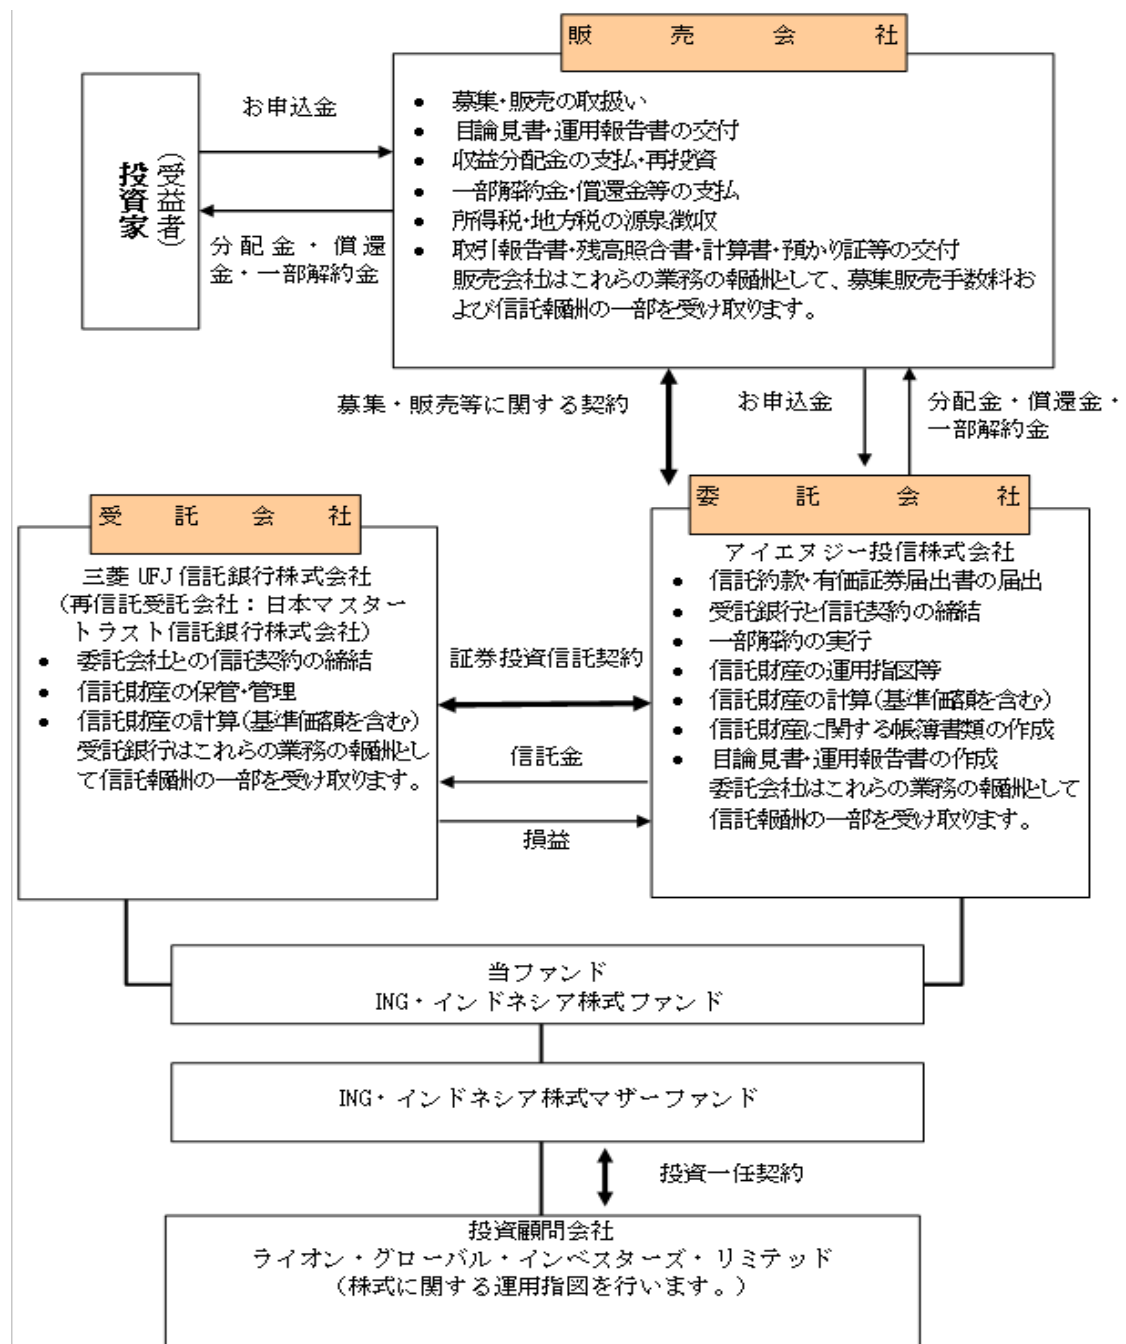 販売会社
お申込金
(受益者)
投資家
分配金・償還
金・一部解約金
● 募集・販売の取扱い
● 目論見書・運用報告書の交付
● 収益分配金の支払・再投資
● 一部解約金・償還金等の支払
● 所得税・地方税の源泉徴収
● 取引報告書・残高照合書・計算書・預かり証等の交付
販売会社はこれらの業務の報酬として、募集販売手数料お
よび信託報酬の一部を受け取ります。
募集・販売等に関する契約
お申込金
分配金・償還金・
一部解約金
受託会社
三菱UFJ信託銀行株式会社
(再信託受託会社：日本マスター
トラスト信託銀行株式会社)
● 委託会社との信託契約の締結
● 信託財産の保管・管理
● 信託財産の計算(基準価額を含む)
受託銀行はこれらの業務の報酬とし
て信託報酬の一部を受け取ります。
証券投資信託契約
信託金
損益
委託会社
アイエヌジー投信株式会社
● 信託約款・有価証券届出書の届出
● 受託銀行と信託契約の締結
● 一部解約の実行
● 信託財産の運用指図等
● 信託財産の計算(基準価額を含む)
● 信託財産に関する帳簿書類の作成
● 目論見書・運用報告書の作成
委託会社はこれらの業務の報酬として
信託報酬の一部を受け取ります。
当ファンド
ING・インドネシア株式ファンド
ING・インドネシア株式マザーファンド
投資一任契約
投資顧問会社
ライオン・グローバル・インベスターズ・リミテッド
(株式に関する運用指図を行います。)